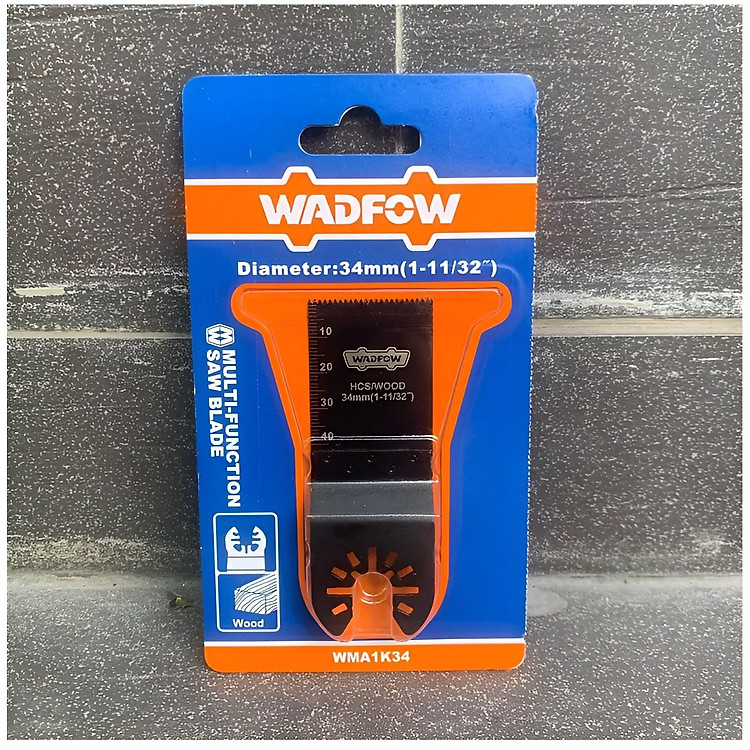 WADFOW
Diameter:34mm(1-11/32˝)
MULTI-FUNCTION
SAW BLADE
10
WADFOW
20
HCS/WOOD
30
34mm(1-11/32˝)
40
Wood
WMA1K34